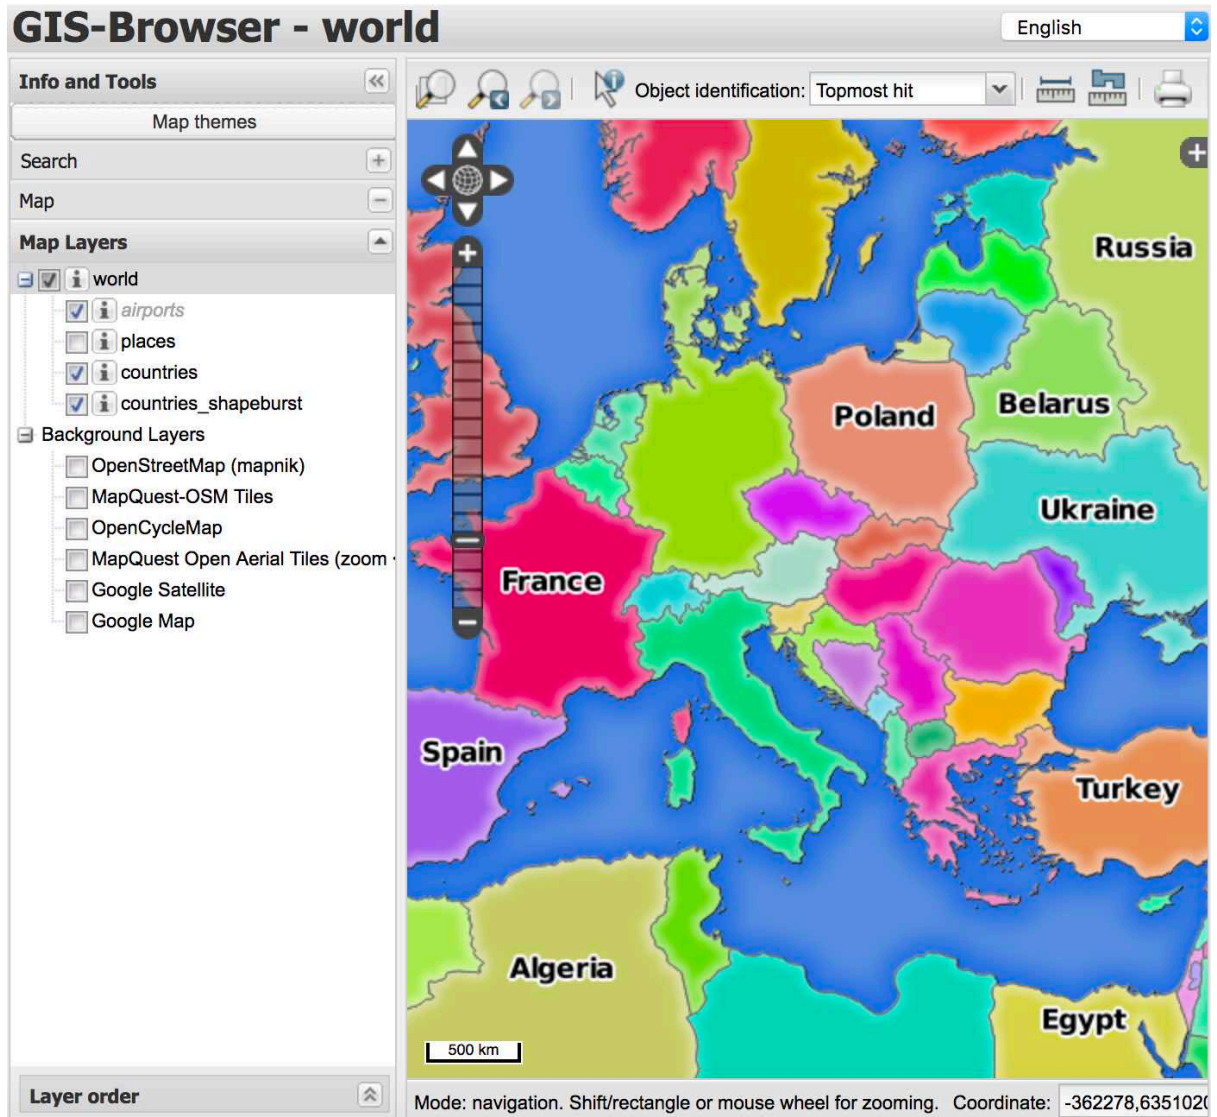 GIS-Browser - world
English
Info and Tools
Map themes
Search
Map
Map Layers
world
airports
places
countries
countries_shapeburst
Background Layers
OpenStreetMap (mapnik)
MapQuest-OSM Tiles
OpenCycleMap
MapQuest Open Aerial Tiles (zoom
Google Satellite
Google Map
Layer order
Object identification: Topmost hit
Russia
Poland
Belarus
Ukraine
France
Spain
Turkey
Algeria
Egypt
500 km
Mode: navigation. Shift/rectangle or mouse wheel for zooming. Coordinate: -362278,6351020